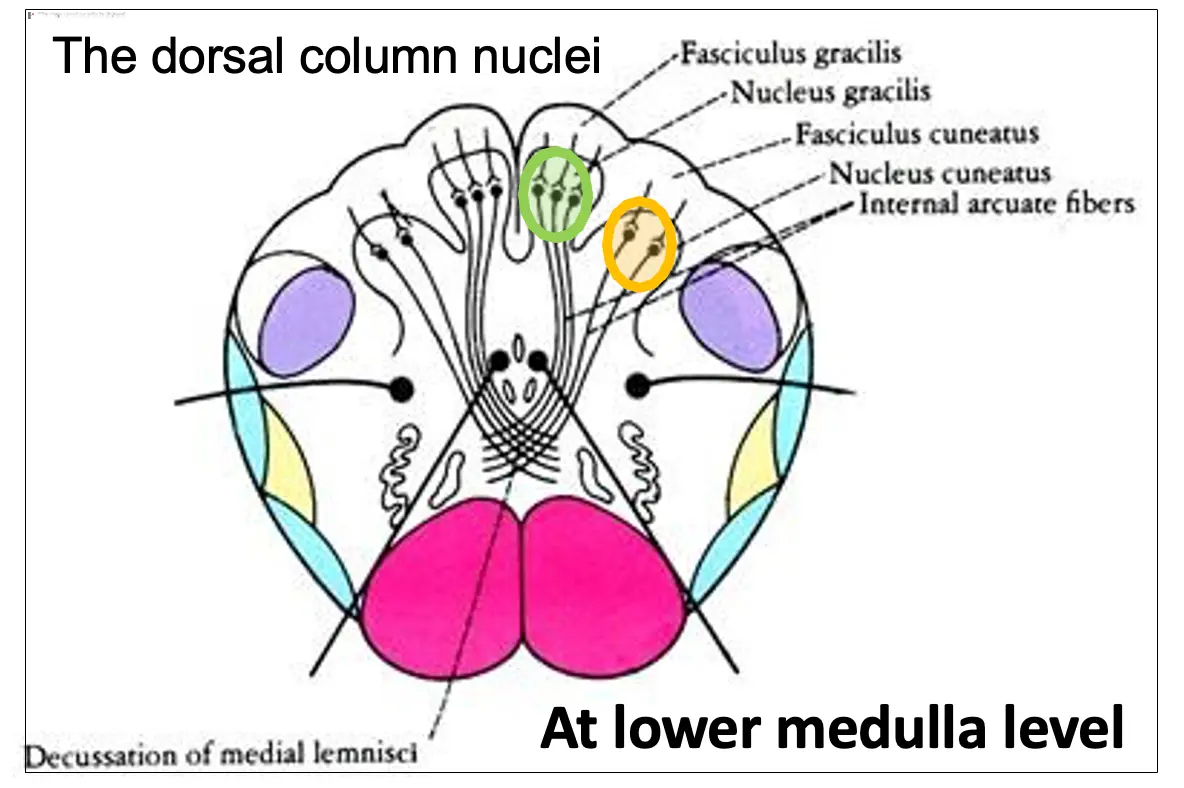 The dorsal column nuclei
Fasciculus gracilis
Nucleus gracilis
Fasciculus cuneatus
Nucleus cuneatus
Internal arcuate fibers
At lower medulla level
Decussation of medial lemnisci